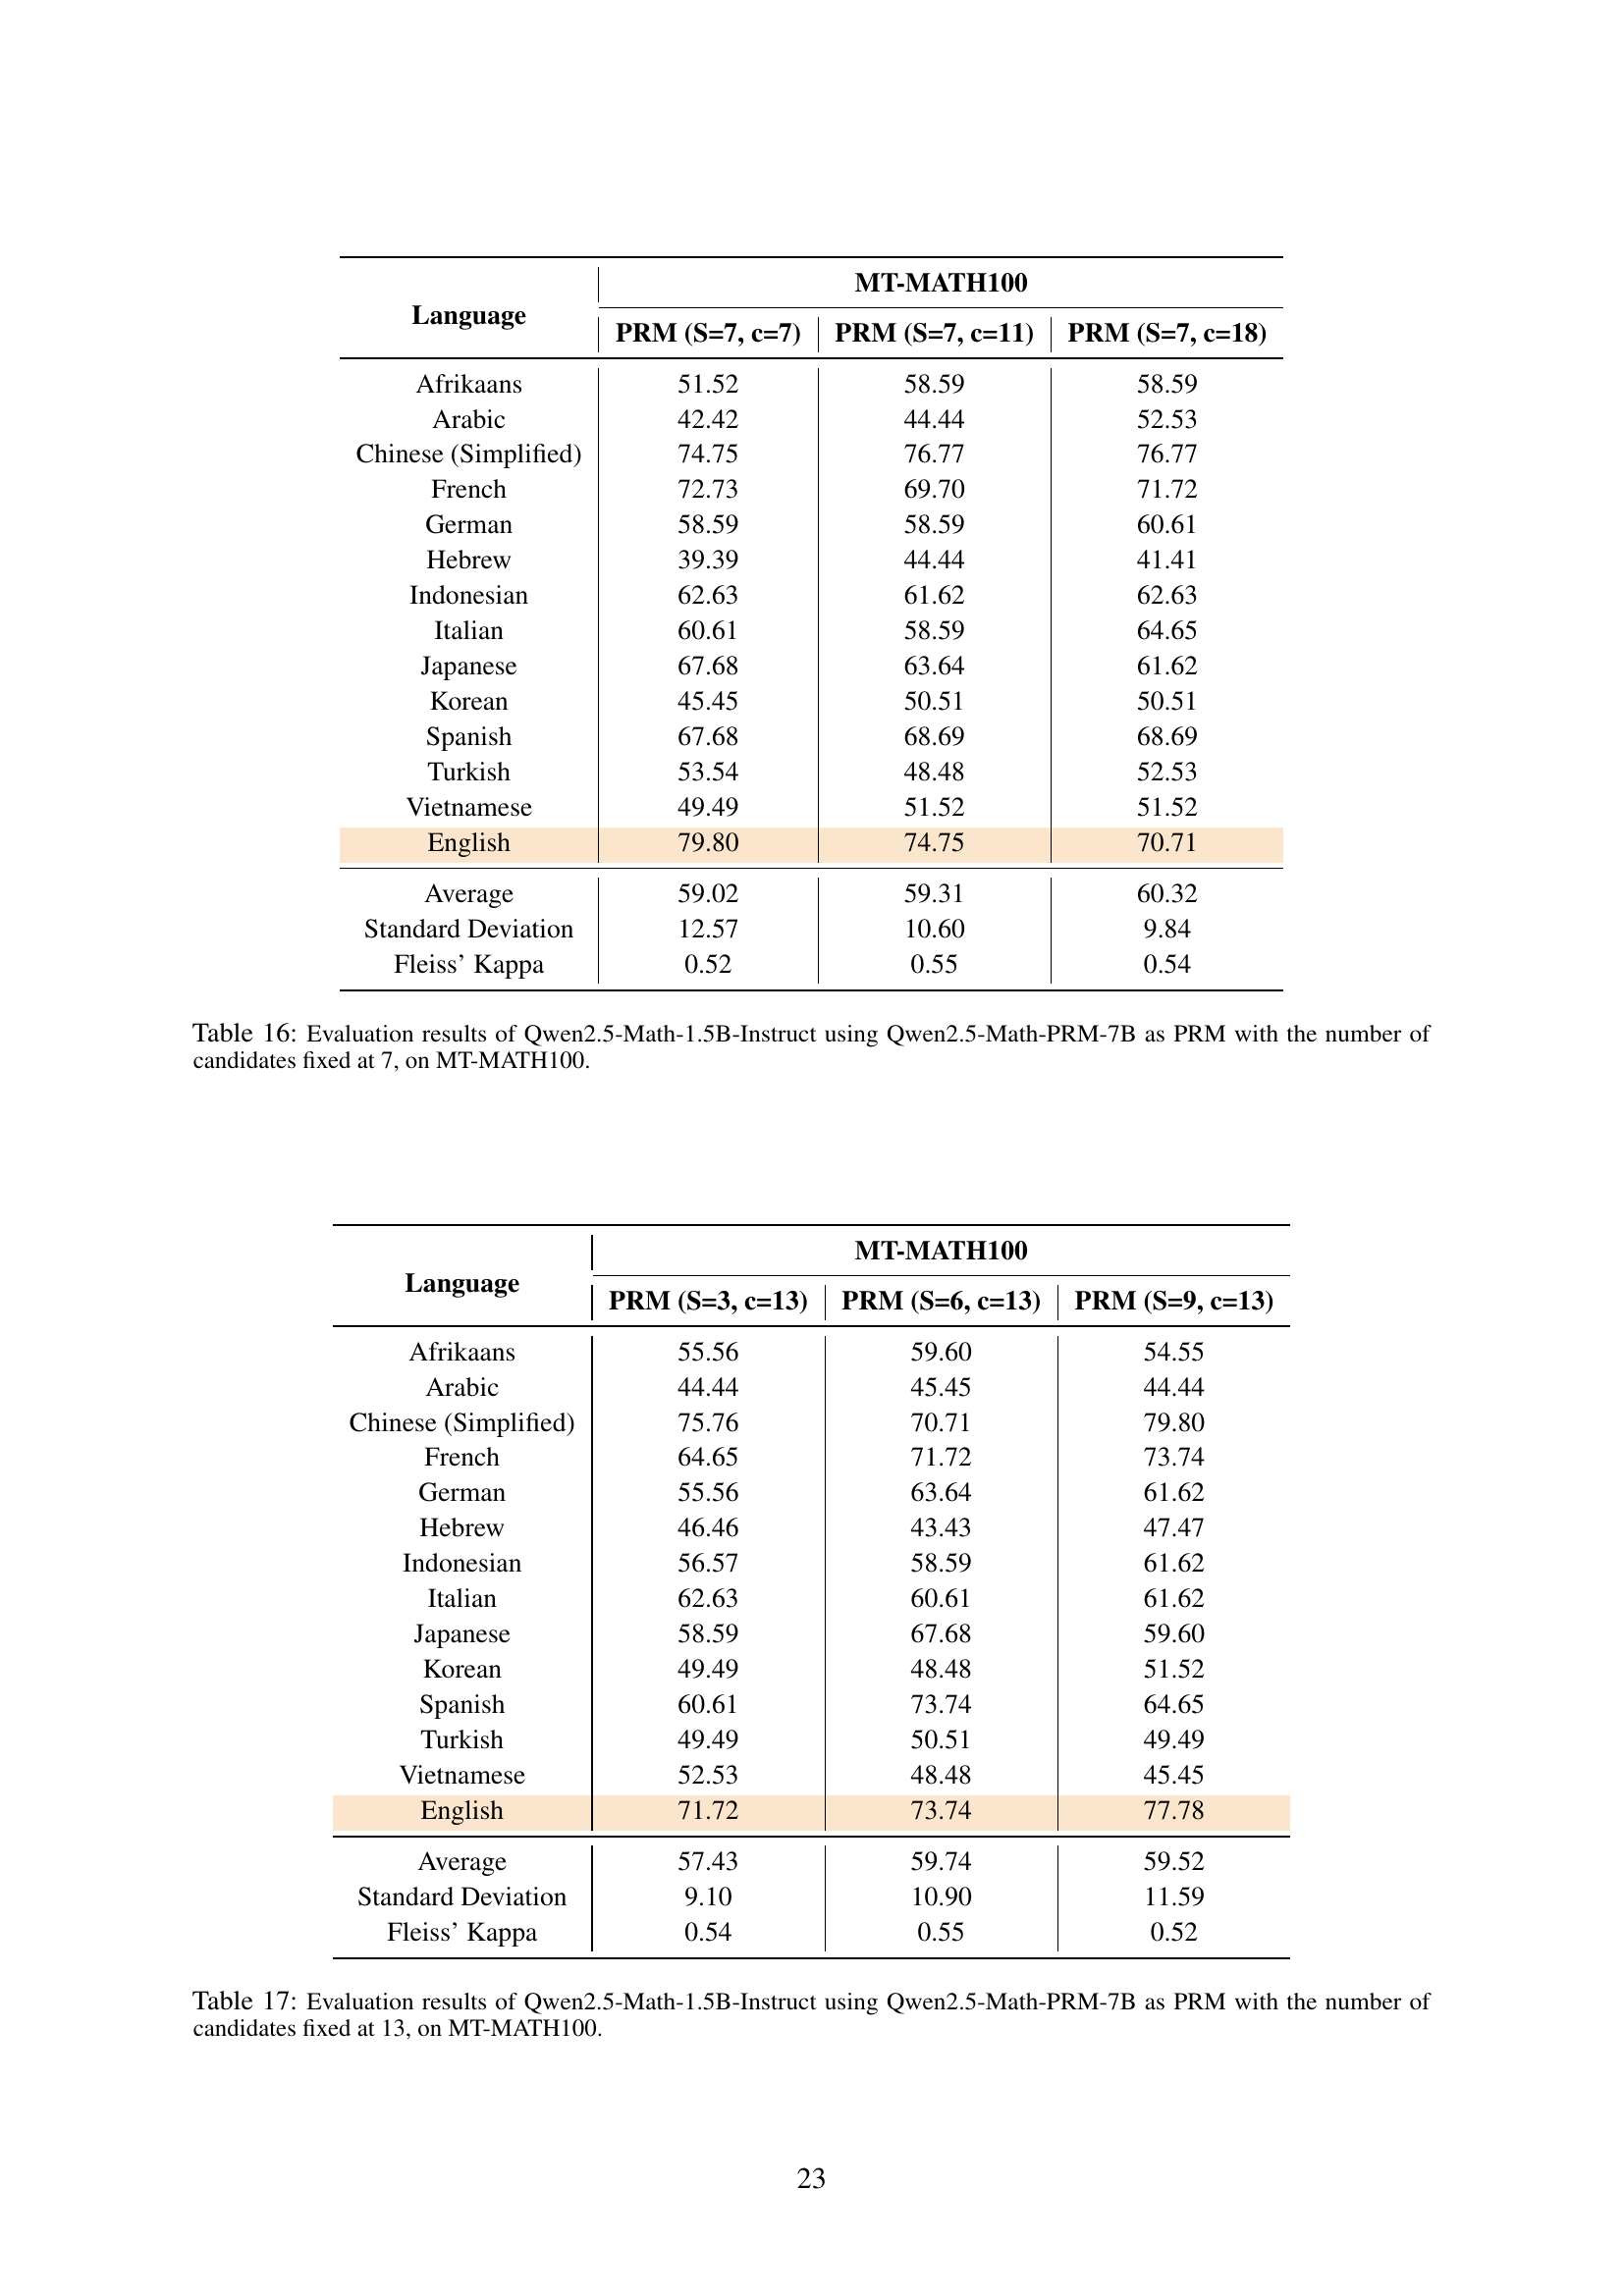 MT-MATH100
Language
PRM (S=7, c=7) PRM (S=7, c=11) PRM (S=7, c=18)
Afrikaans 51.52 58.59 58.59
Arabic 42.42 44.44 52.53
Chinese (Simplified) 74.75 76.77 76.77
French 72.73 69.70 71.72
German 58.59 58.59 60.61
Hebrew 39.39 44.44 41.41
Indonesian 62.63 61.62 62.63
Italian 60.61 58.59 64.65
Japanese 67.68 63.64 61.62
Korean 45.45 50.51 50.51
Spanish 67.68 68.69 68.69
Turkish 53.54 48.48 52.53
Vietnamese 49.49 51.52 51.52
English 79.80 74.75 70.71
Average 59.02 59.31 60.32
Standard Deviation 12.57 10.60 9.84
Fleiss’ Kappa 0.52 0.55 0.54
Table 16: Evaluation results of Qwen2.5-Math-1.5B-Instruct using Qwen2.5-Math-PRM-7B as PRM with the number of
candidates fixed at 7, on MT-MATH100.
MT-MATH100
Language
PRM (S=3, c=13) PRM (S=6, c=13) PRM (S=9, c=13)
Afrikaans 55.56 59.60 54.55
Arabic 44.44 45.45 44.44
Chinese (Simplified) 75.76 70.71 79.80
French 64.65 71.72 73.74
German 55.56 63.64 61.62
Hebrew 46.46 43.43 47.47
Indonesian 56.57 58.59 61.62
Italian 62.63 60.61 61.62
Japanese 58.59 67.68 59.60
Korean 49.49 48.48 51.52
Spanish 60.61 73.74 64.65
Turkish 49.49 50.51 49.49
Vietnamese 52.53 48.48 45.45
English 71.72 73.74 77.78
Average 57.43 59.74 59.52
Standard Deviation 9.10 10.90 11.59
Fleiss’ Kappa 0.54 0.55 0.52
Table 17: Evaluation results of Qwen2.5-Math-1.5B-Instruct using Qwen2.5-Math-PRM-7B as PRM with the number of
candidates fixed at 13, on MT-MATH100.
23